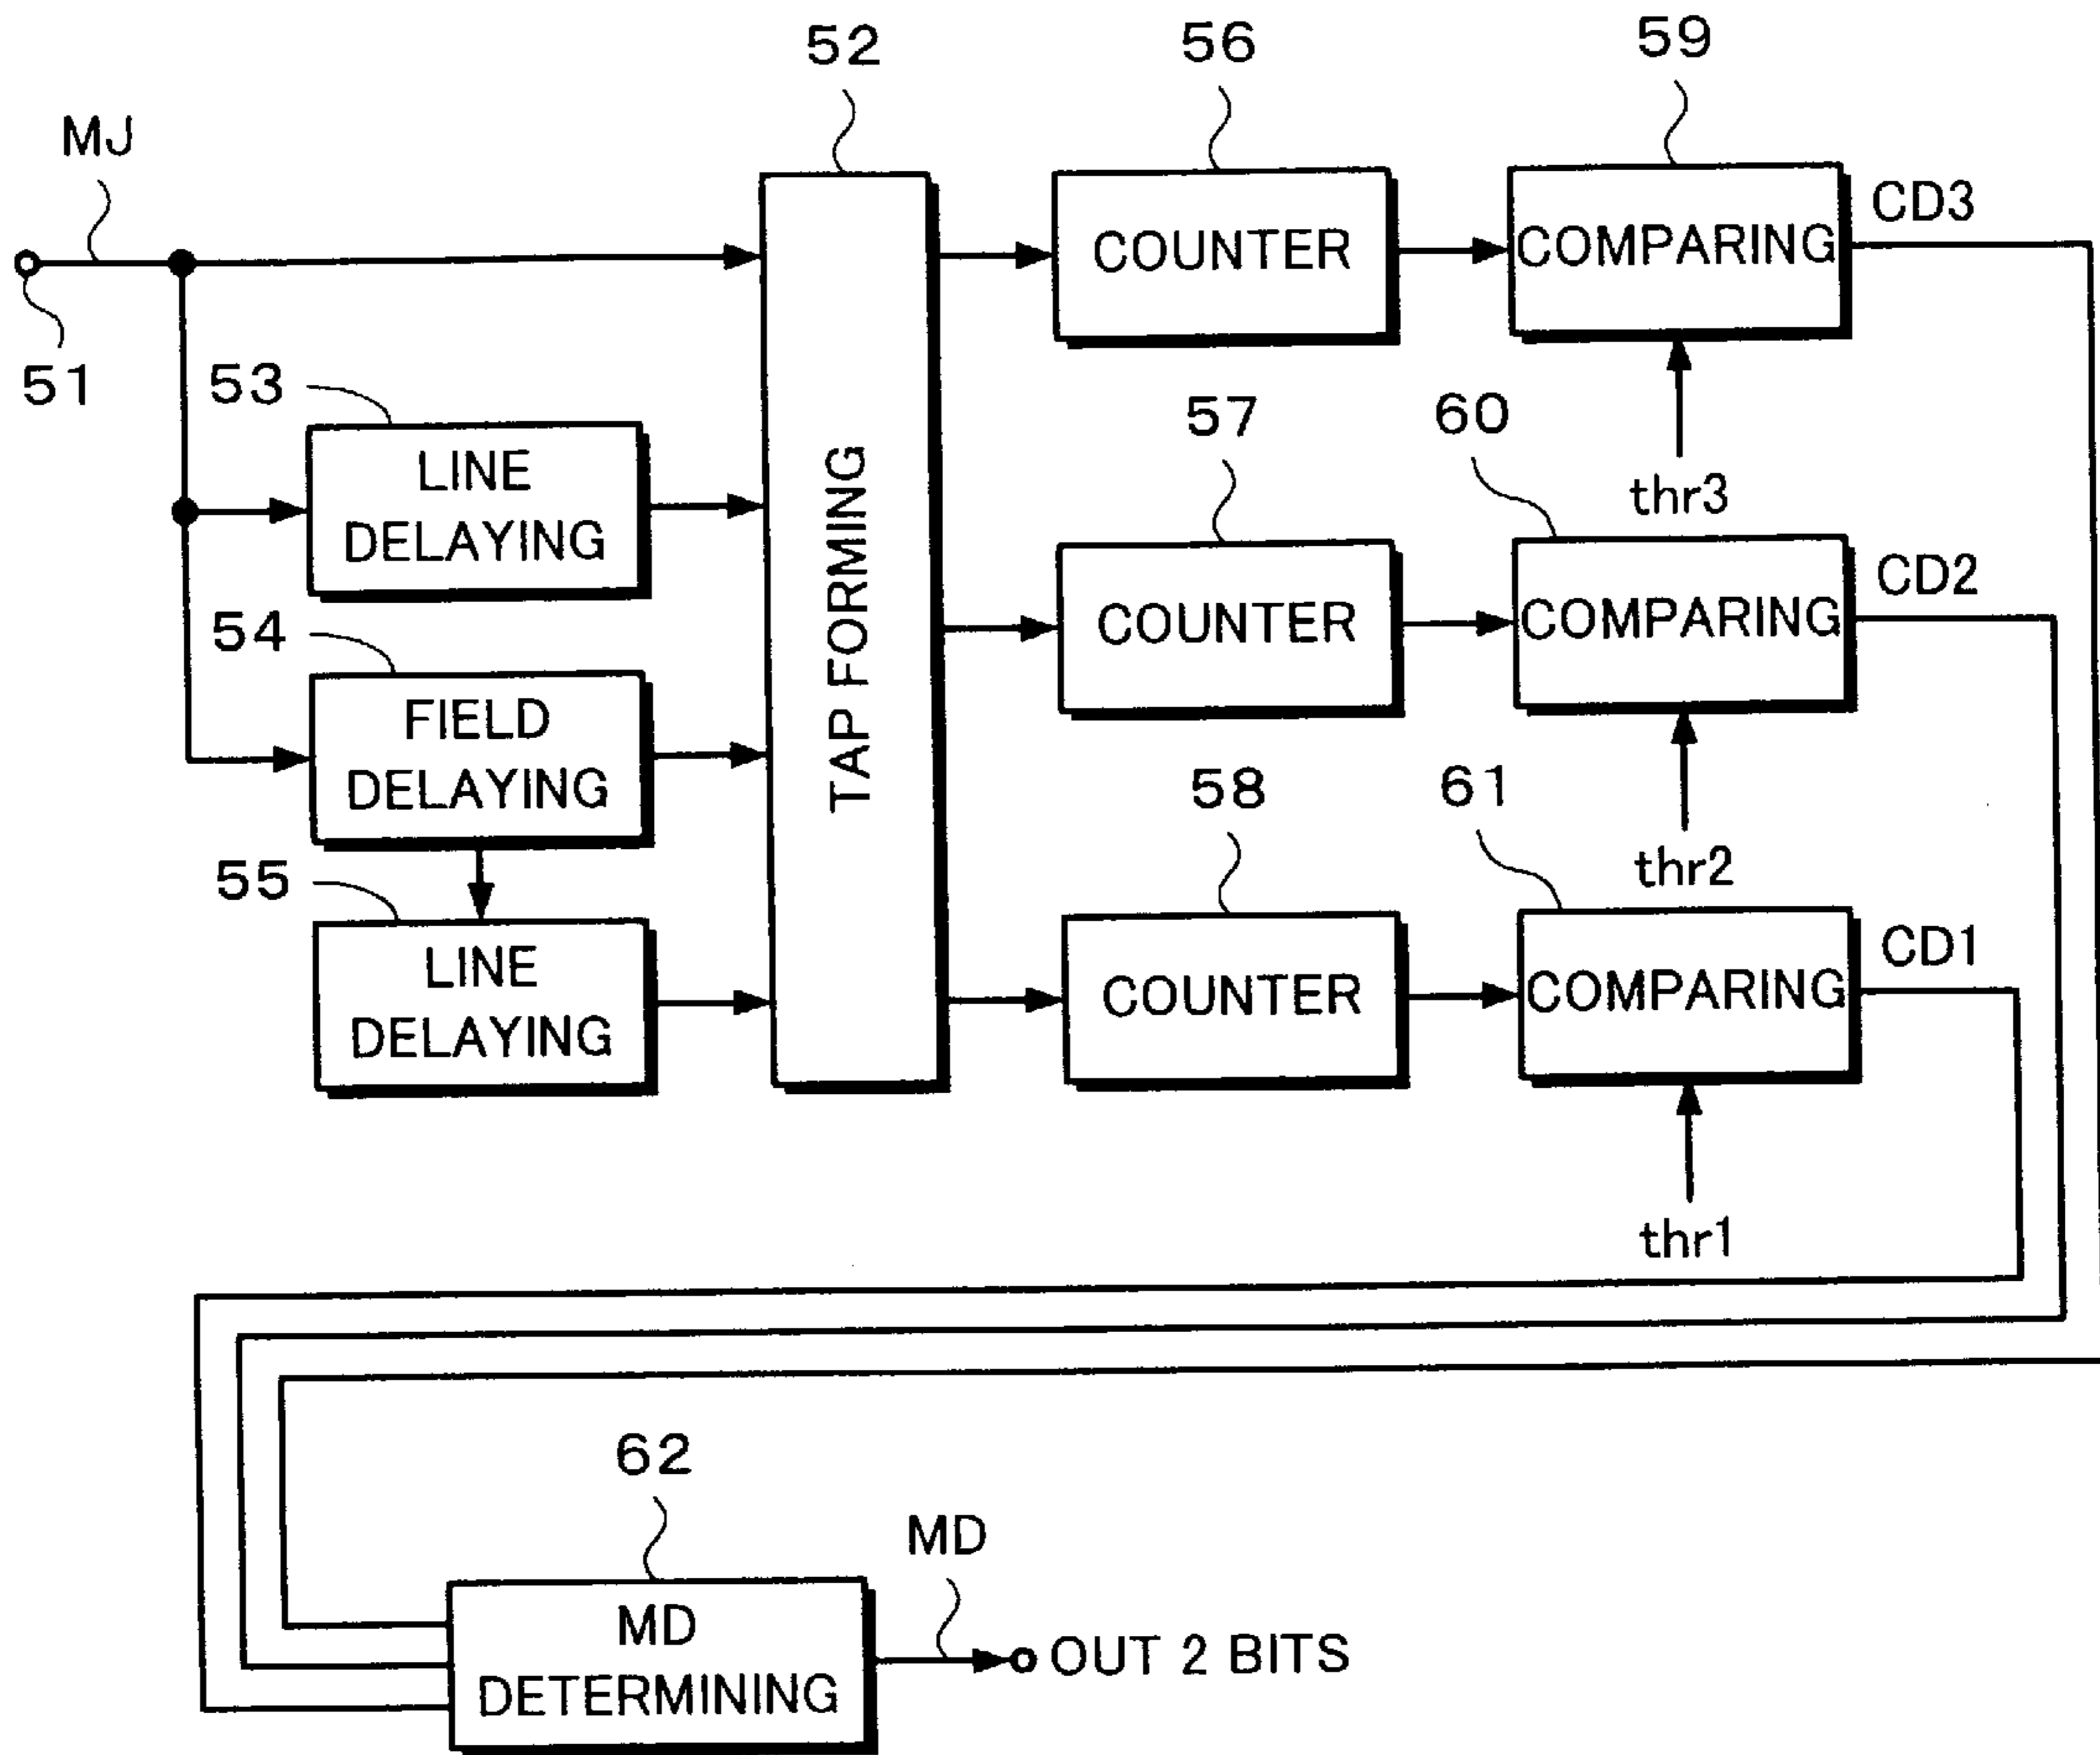 52
56
59
MJ
CD3
COUNTER
COMPARING
51
53
57
60
thr3
LINE
DELAYING
TAP FORMING
CD2
COUNTER
COMPARING
54
FIELD
DELAYING
58
61
thr2
55
LINE
DELAYING
CD1
COUNTER
COMPARING
thr1
62
MD
MD
DETERMINING
OUT 2 BITS